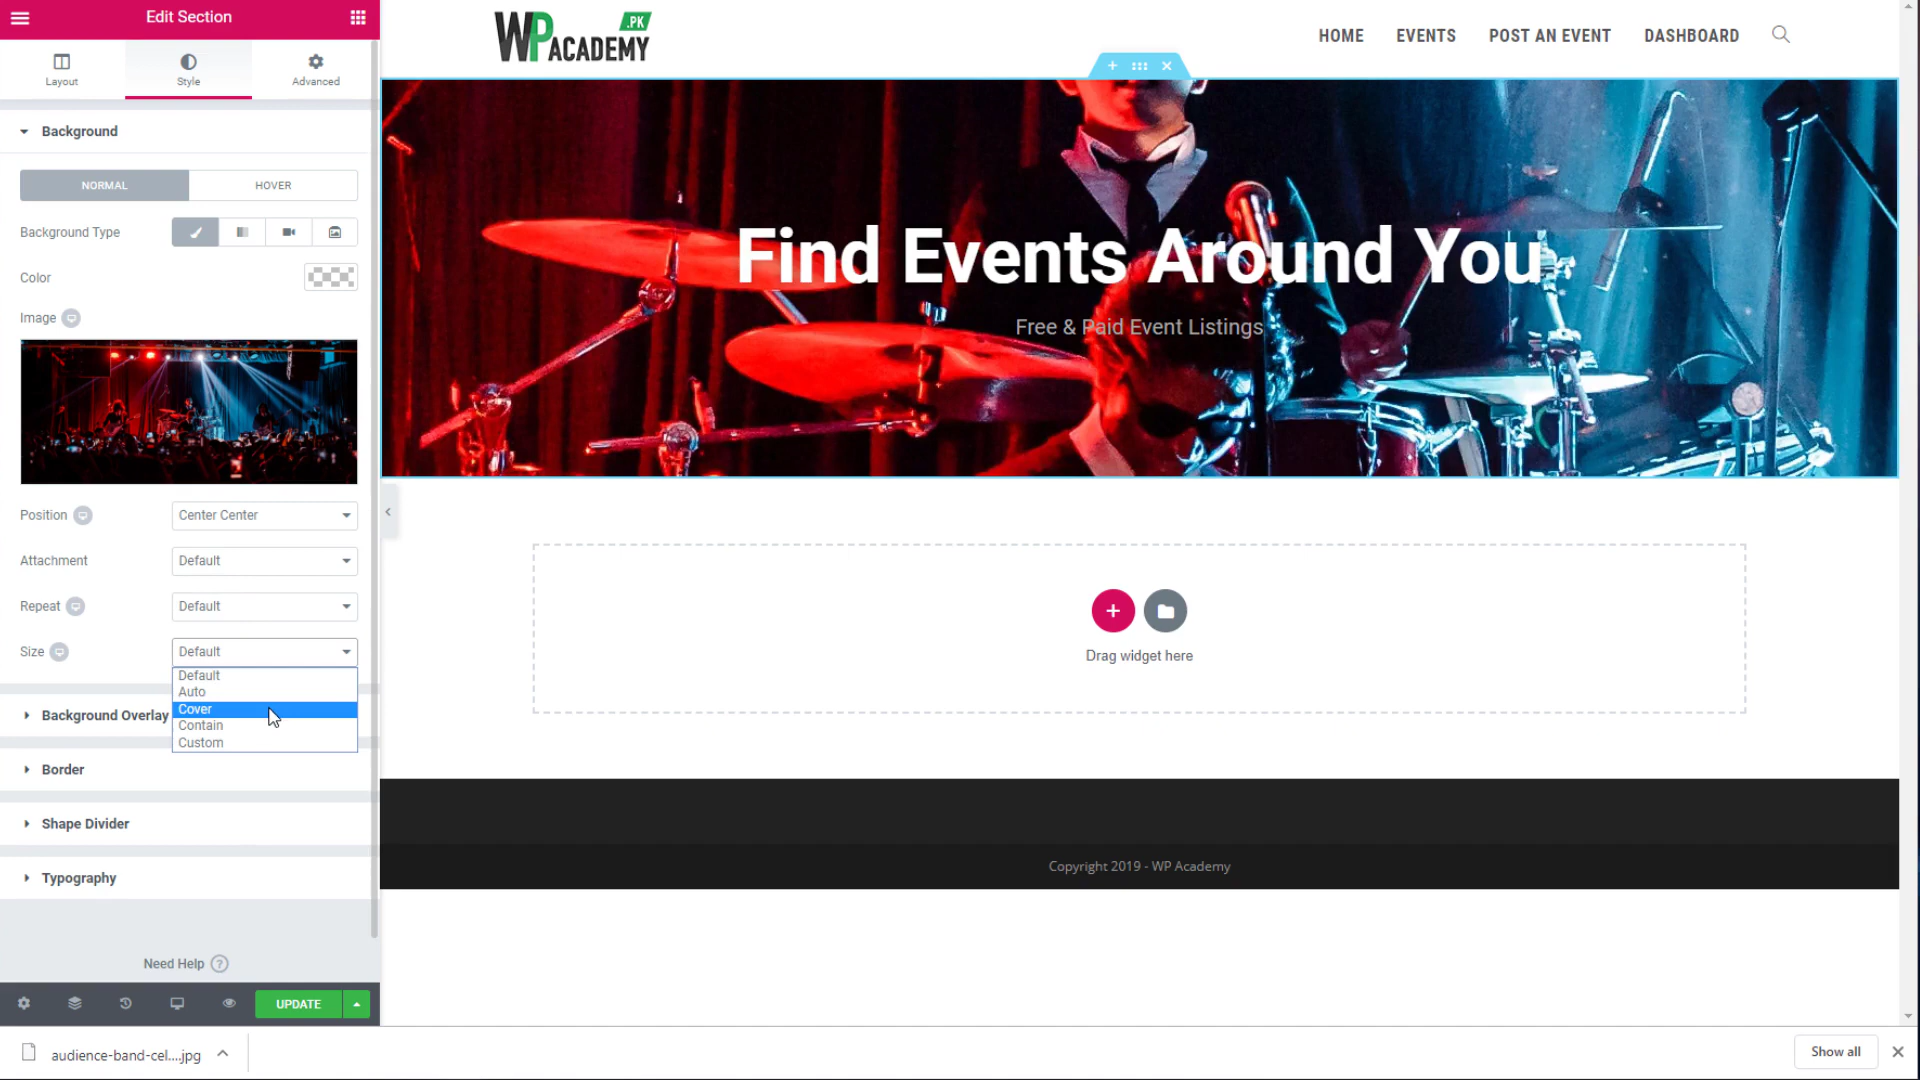 Edit Section
Layout
Style
Advanced
Background
NORMAL
HOVER
Background Type
Color
Image
Position
Center Center
Attachment
Default
Repeat
Default
Size
Default
Default
Auto
Cover
Contain
Custom
Background Overlay
Border
Shape Divider
Typography
Need Help ?
UPDATE
WP ACADEMY .PK
HOME
EVENTS
POST AN EVENT
DASHBOARD
Find Events Around You
Free & Paid Event Listings
Drag widget here
Copyright 2019 - WP Academy
audience-band-cel....jpg
Show all